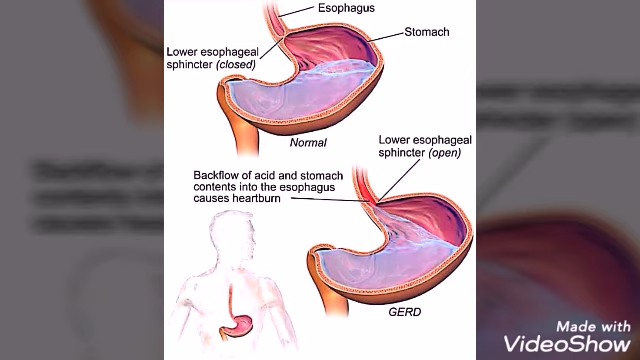 Esophagus
Stomach
Lower esophageal
sphincter (closed)
Normal
Lower esophageal
sphincter (open)
Backflow of acid and stomach
contents into the esophagus
causes heartburn
GERD
Made with
VideoShow